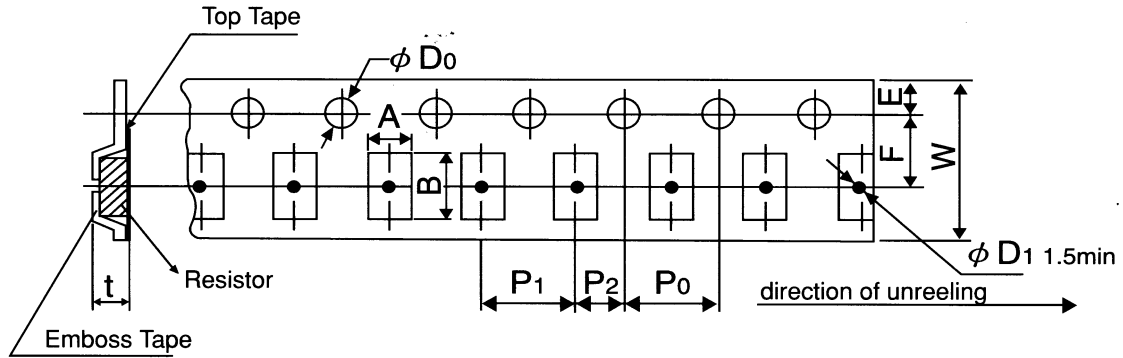 Top Tape
ϕ D0
A
E
B
F
W
ϕ D1 1.5min
Resistor
t
P1 P2 P0
direction of unreeling
Emboss Tape